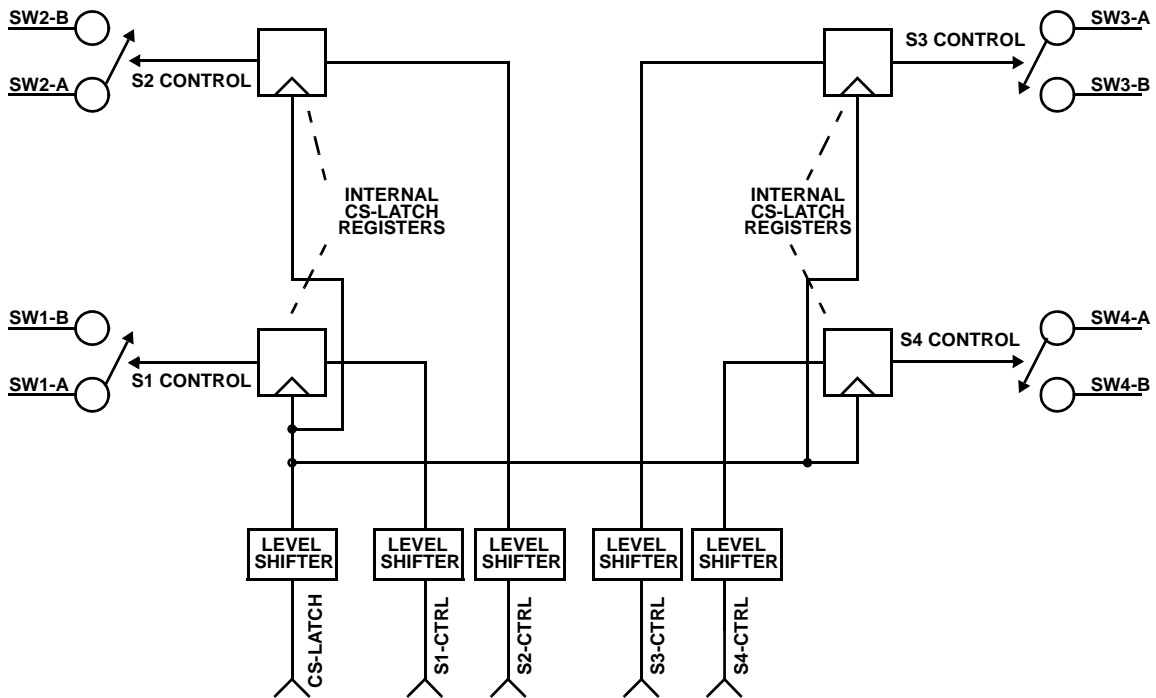 SW2-B
SW2-A
S2 CONTROL
S3 CONTROL
SW3-A
SW3-B
INTERNAL
CS-LATCH
REGISTERS
INTERNAL
CS-LATCH
REGISTERS
SW1-B
SW1-A
S1 CONTROL
S4 CONTROL
SW4-A
SW4-B
LEVEL
SHIFTER
LEVEL
SHIFTER
LEVEL
SHIFTER
LEVEL
SHIFTER
LEVEL
SHIFTER
CS-LATCH
S1-CTRL
S2-CTRL
S3-CTRL
S4-CTRL